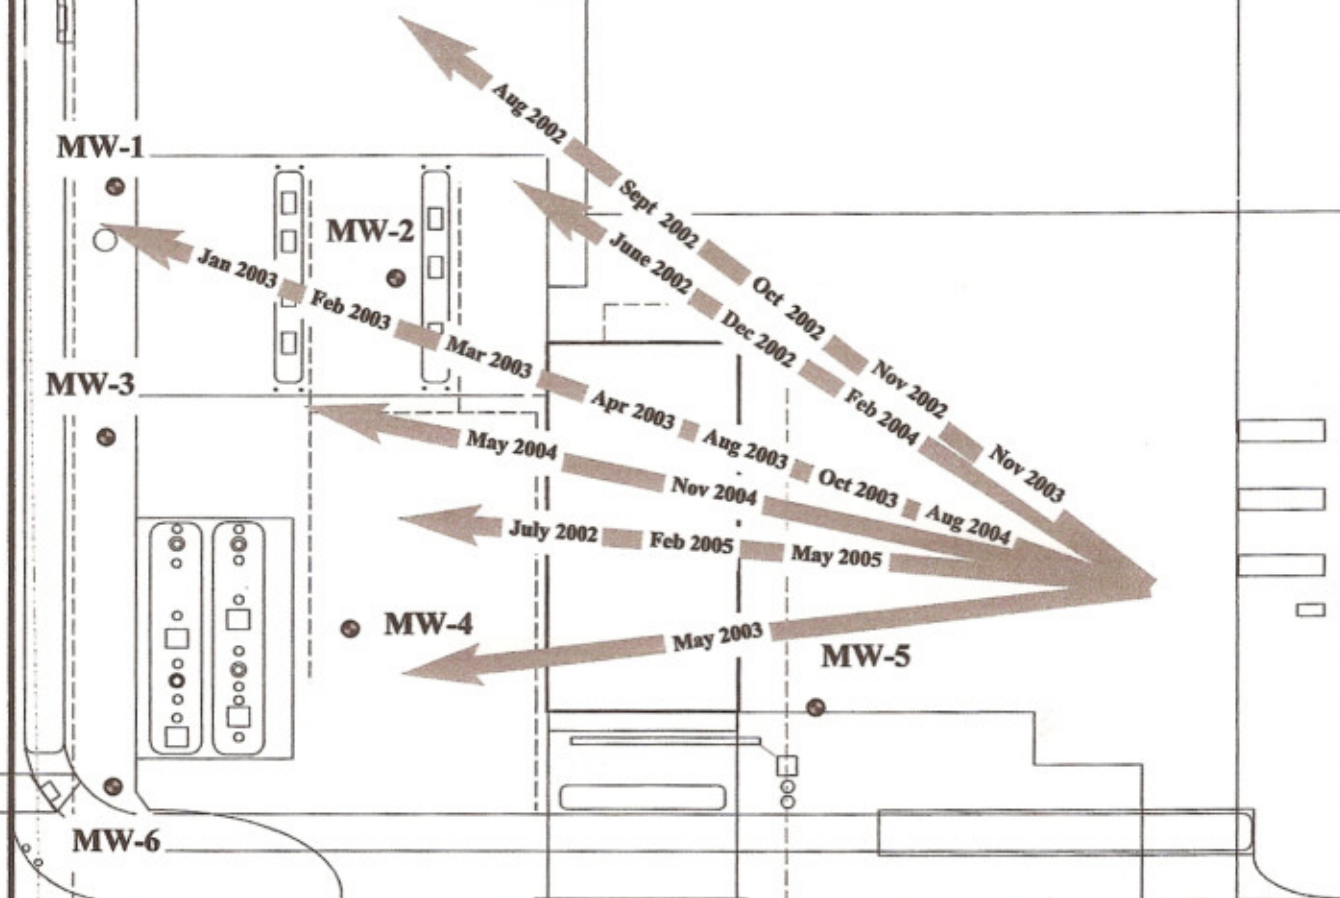 MW-1
MW-2
MW-3
MW-4
MW-5
MW-6
Aug 2002
Sept 2002
Oct 2002
Nov 2002
Nov 2003
June 2002
Dec 2002
Feb 2004
Jan 2003
Feb 2003
Mar 2003
Apr 2003
Aug 2003
Oct 2003
Aug 2004
May 2004
Nov 2004
July 2002
Feb 2005
May 2005
May 2003